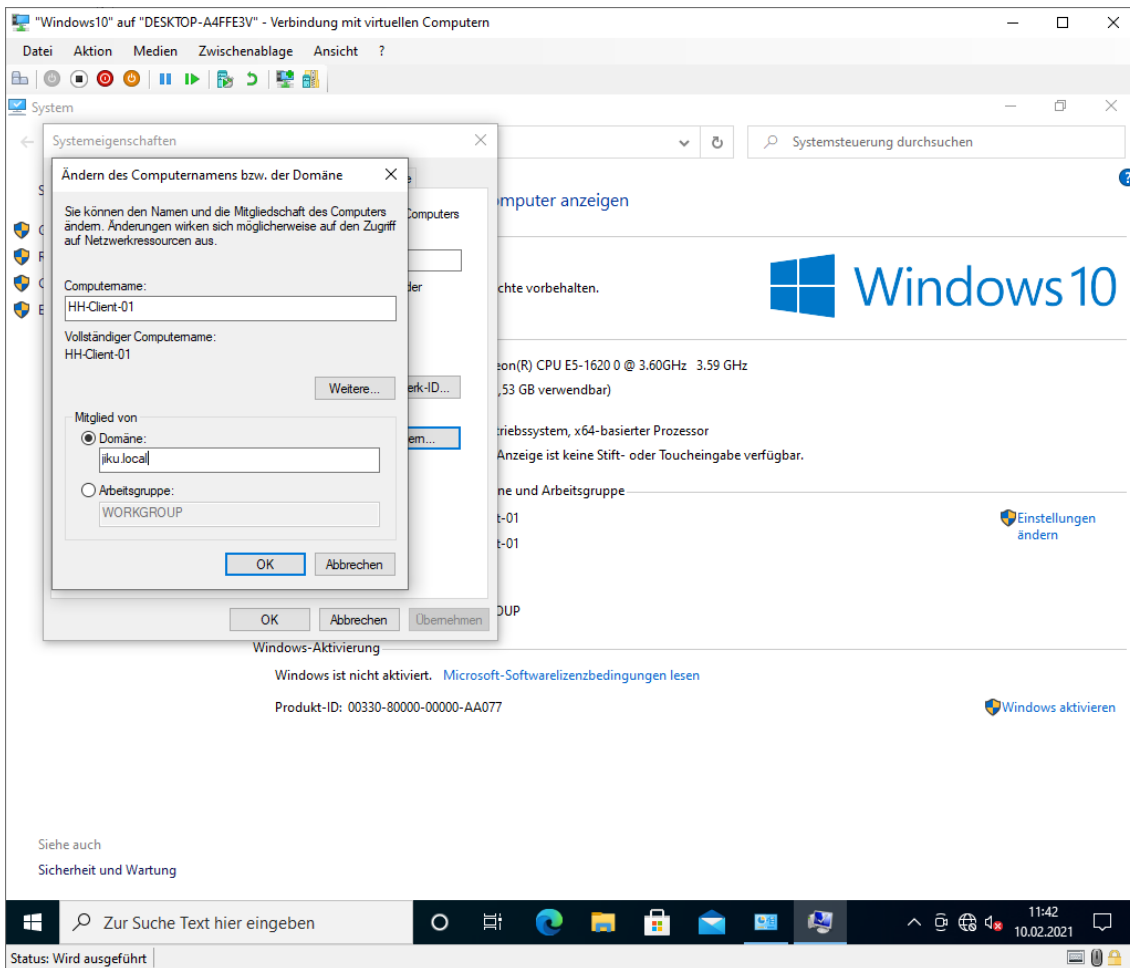 "Windows10" auf "DESKTOP-A4FFE3V" - Verbindung mit virtuellen Computern
Datei Aktion Medien Zwischenablage Ansicht ?
System
Systemeigenschaften
Systemsteuerung durchsuchen
Ändern des Computernamens bzw. der Domäne
Sie können den Namen und die Mitgliedschaft des Computers
ändern. Änderungen wirken sich möglicherweise auf den Zugriff
auf Netzwerkressourcen aus.
Computername:
HH-Client-01
Vollständiger Computername:
HH-Client-01
Weitere...
Mitglied von
Domäne:
jiku.local
Arbeitsgruppe:
WORKGROUP
OK Abbrechen
Computers
der
erk-ID...
ern...
OK Abbrechen Übernehmen
omputer anzeigen
chte vorbehalten.
Windows 10
eon(R) CPU E5-1620 0 @ 3.60GHz 3.59 GHz
,53 GB verwendbar)
triebssystem, x64-basierter Prozessor
Anzeige ist keine Stift- oder Toucheingabe verfügbar.
ne und Arbeitsgruppe
t-01
t-01
Einstellungen
ändern
OUP
Windows-Aktivierung
Windows ist nicht aktiviert. Microsoft-Softwarelizenzbedingungen lesen
Produkt-ID: 00330-80000-00000-AA077
Windows aktivieren
Siehe auch
Sicherheit und Wartung
Zur Suche Text hier eingeben
11:42
10.02.2021
Status: Wird ausgeführt